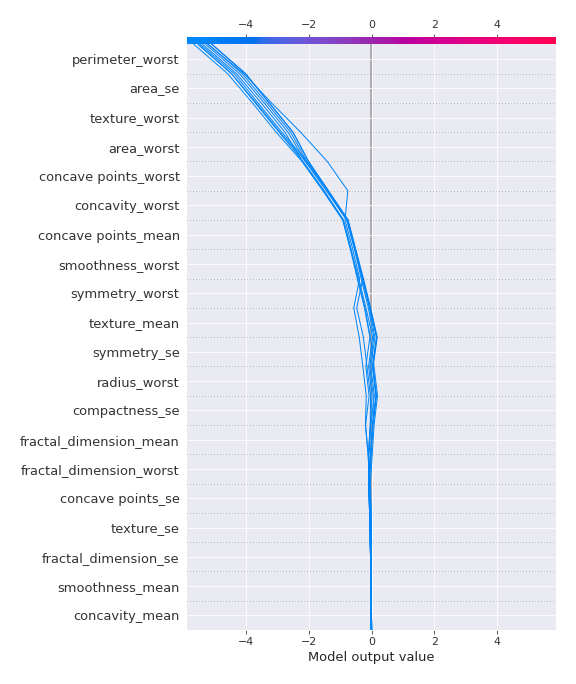 −4 −2 0 2 4
perimeter_worst
area_se
texture_worst
area_worst
concave points_worst
concavity_worst
concave points_mean
smoothness_worst
symmetry_worst
texture_mean
symmetry_se
radius_worst
compactness_se
fractal_dimension_mean
fractal_dimension_worst
concave points_se
texture_se
fractal_dimension_se
smoothness_mean
concavity_mean
−4 −2 0 2 4
Model output value